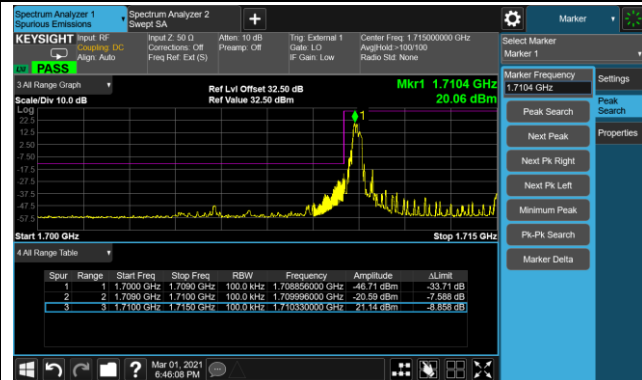 Spectrum Analyzer 1
Spurious Emissions
Spectrum Analyzer 2
Swept SA
Marker
KEYSIGHT
Input: RF
Coupling: DC
Align: Auto
Input Z: 50 Ω
Corrections: Off
Freq Ref: Ext (S)
Atten: 10 dB
Preamp: Off
Trig: External 1
Gate: LO
IF Gain: Low
Center Freq: 1.715000000 GHz
Avg|Hold:>100/100
Radio Std: None
PASS
3 All Range Graph
Scale/Div 10.0 dB
Ref Lvl Offset 32.50 dB
Ref Value 32.50 dBm
Mkr1 1.7104 GHz
20.06 dBm
Log
22.5
12.5
2.50
-7.50
-17.5
-27.5
-37.5
-47.5
-57.5
1
Start 1.700 GHz
Stop 1.715 GHz
4 All Range Table
Spur Range Start Freq Stop Freq RBW Frequency Amplitude ΔLimit
1 1 1.7000 GHz 1.7090 GHz 100.0 kHz 1.708856000 GHz -46.71 dBm -33.71 dB
2 2 1.7090 GHz 1.7100 GHz 100.0 kHz 1.709996000 GHz -20.59 dBm -7.588 dB
3 3 1.7100 GHz 1.7150 GHz 100.0 kHz 1.710330000 GHz 21.14 dBm -8.858 dB
Mar 01, 2021
6:46:08 PM
Select Marker
Marker 1
Marker Frequency
1.7104 GHz
Peak Search
Next Peak
Next Pk Right
Next Pk Left
Minimum Peak
Pk-Pk Search
Marker Delta
Settings
Peak
Search
Properties